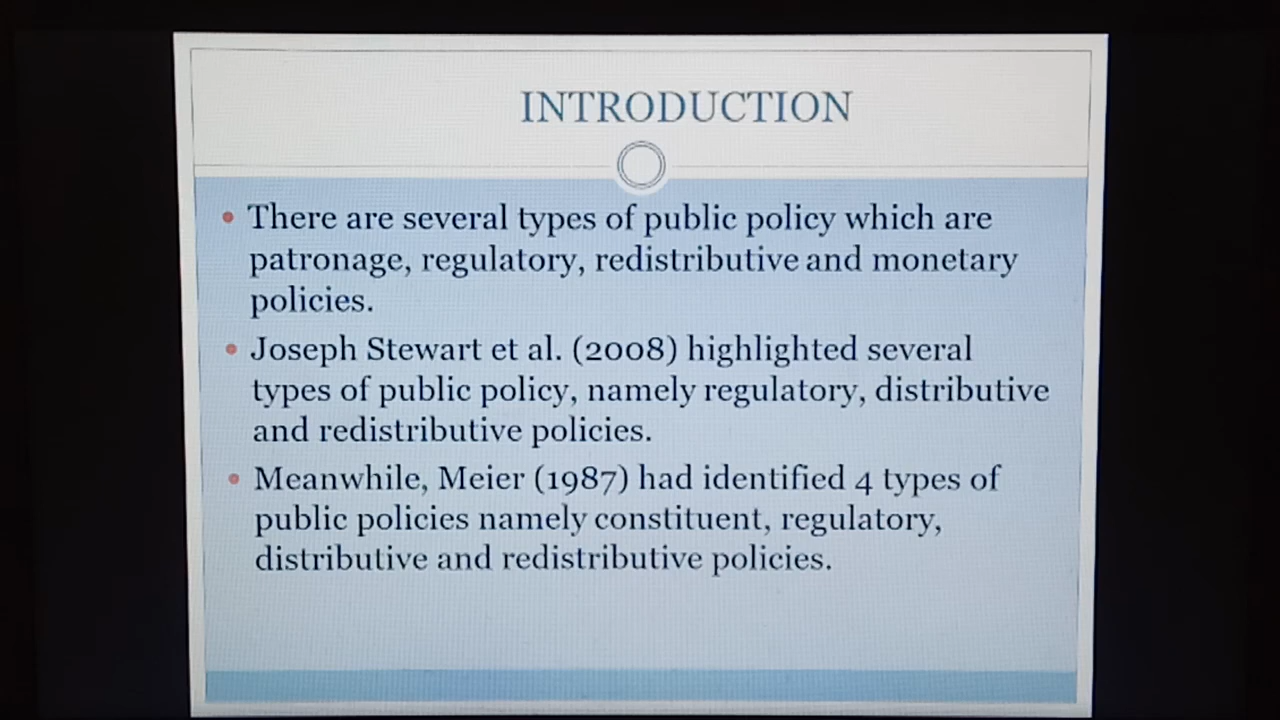 INTRODUCTION
• There are several types of public policy which are
patronage, regulatory, redistributive and monetary
policies.
• Joseph Stewart et al. (2008) highlighted several
types of public policy, namely regulatory, distributive
and redistributive policies.
• Meanwhile, Meier (1987) had identified 4 types of
public policies namely constituent, regulatory,
distributive and redistributive policies.